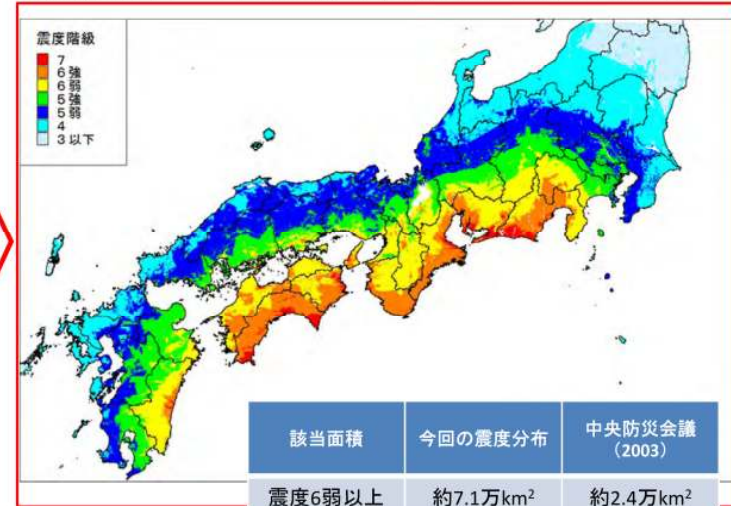 震度階級
7
6強
6弱
5強
5弱
4
3以下
該当面積 今回の震度分布 中央防災会議
(2003)
震度6弱以上 約7.1万km² 約2.4万km²